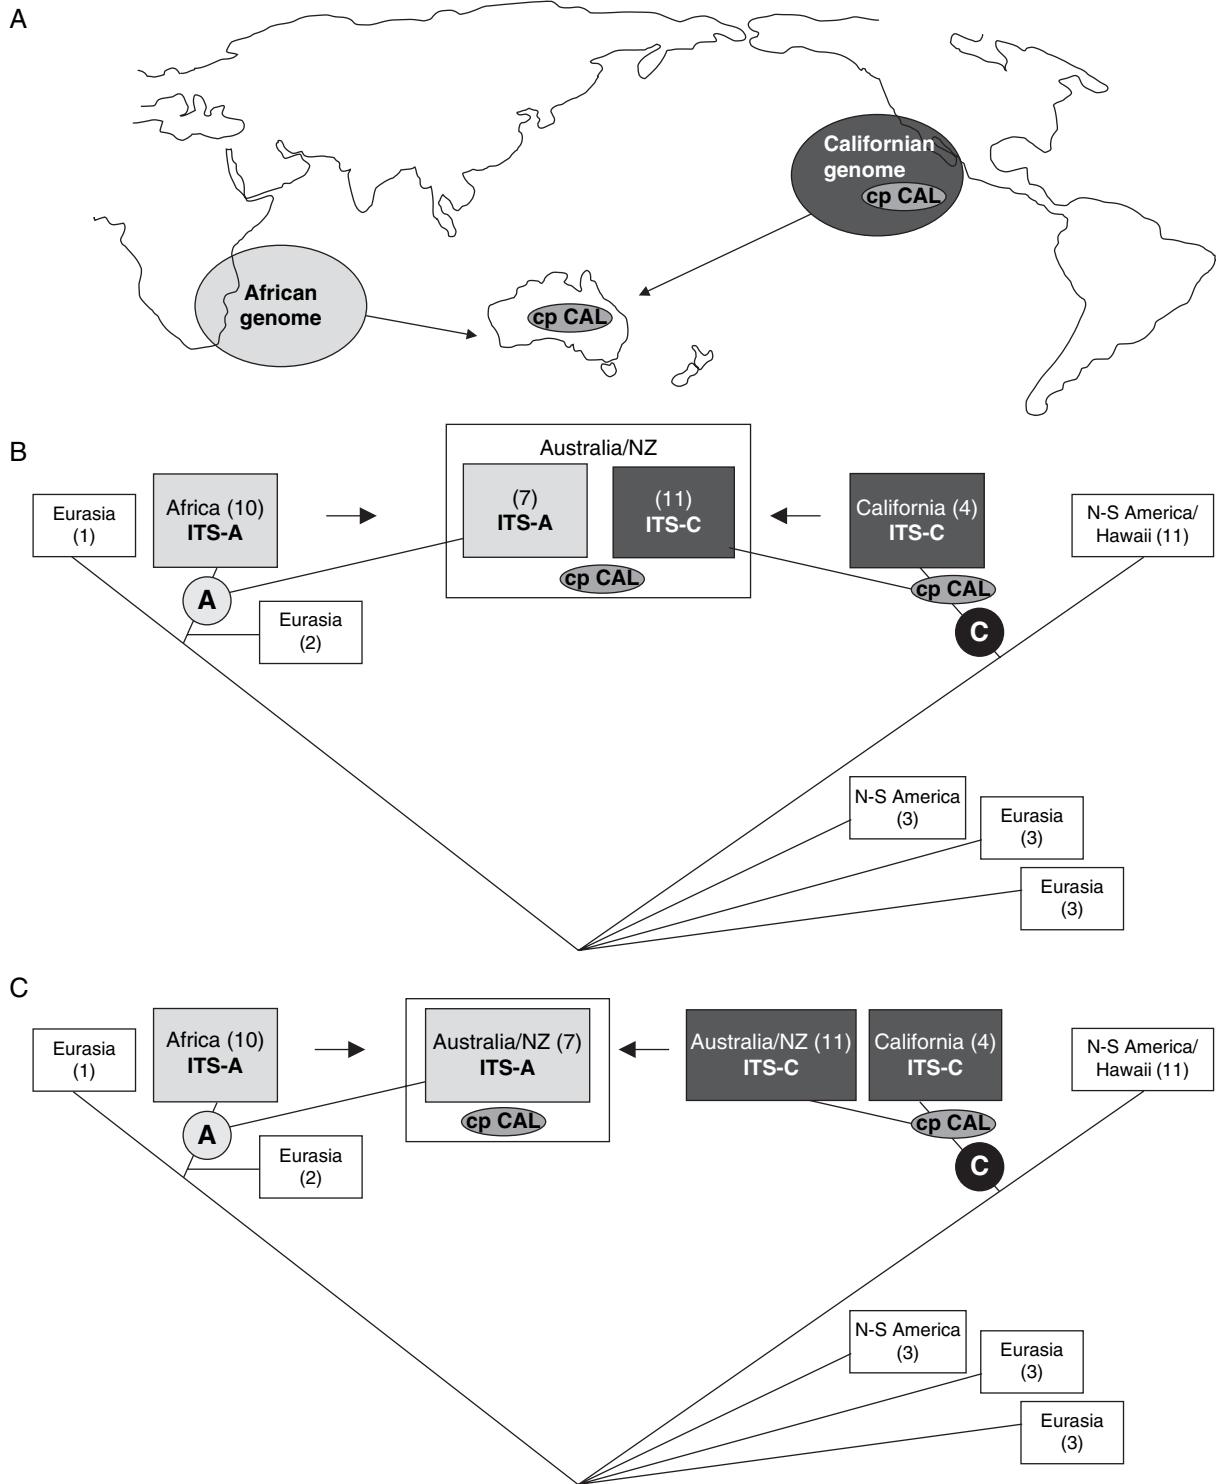 A
Californian
genome
cp CAL
African
genome
cp CAL
B
Australia/NZ
Eurasia
(1)
Africa (10)
ITS-A
(7)
ITS-A
(11)
ITS-C
California (4)
ITS-C
N-S America/
Hawaii (11)
cp CAL
cp CAL
A
Eurasia
(2)
C
N-S America
(3)
Eurasia
(3)
Eurasia
(3)
C
Eurasia
(1)
Africa (10)
ITS-A
Australia/NZ (7)
ITS-A
Australia/NZ (11)
ITS-C
California (4)
ITS-C
N-S America/
Hawaii (11)
cp CAL
cp CAL
A
Eurasia
(2)
C
N-S America
(3)
Eurasia
(3)
Eurasia
(3)